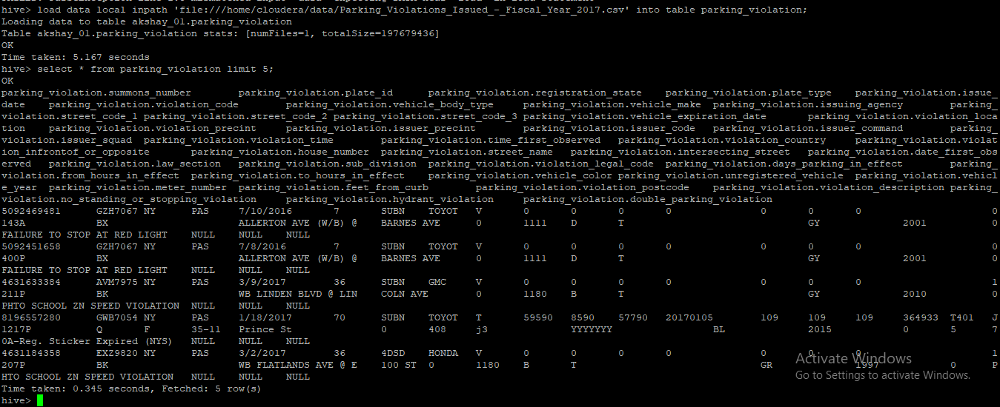 hive> load data local inpath 'file:///home/cloudera/data/Parking_Violations_Issued_-_Fiscal_Year_2017.csv' into table parking_violation;
Loading data to table akshay_01.parking_violation
Table akshay_01.parking_violation stats: [numFiles=1, totalSize=197679436]
OK
Time taken: 5.167 seconds
hive> select * from parking_violation limit 5;
OK
parking_violation.summons_number parking_violation.plate_id parking_violation.registration_state parking_violation.plate_type parking_violation.issue_
date parking_violation.violation_code parking_violation.vehicle_body_type parking_violation.vehicle_make parking_violation.issuing_agency parking_
violation.street_code_1 parking_violation.street_code_2 parking_violation.street_code_3 parking_violation.vehicle_expiration_date parking_violation.violation_loca
tion parking_violation.violation_precint parking_violation.issuer_precint parking_violation.issuer_code parking_violation.issuer_command parking_
violation.issuer_squad parking_violation.violation_time parking_violation.time_first_observed parking_violation.violation_country parking_violation.violat
ion_infrontof_or_opposite parking_violation.house_number parking_violation.street_name parking_violation.intersecting_street parking_violation.date_first_obs
erved parking_violation.law_section parking_violation.sub_division parking_violation.violation_legal_code parking_violation.days_parking_in_effect parking_
violation.from_hours_in_effect parking_violation.to_hours_in_effect parking_violation.vehicle_color parking_violation.unregistered_vehicle parking_violation.vehicl
e_year parking_violation.meter_number parking_violation.feet_from_curb parking_violation.violation_postcode parking_violation.violation_description parking_
violation.no_standing_or_stopping_violation parking_violation.hydrant_violation parking_violation.double_parking_violation
5092469481 GZH7067 NY PAS 7/10/2016 7 SUBN TOYOT V 0 0 0 0 0 0 0 0
143A BX ALLERTON AVE (W/B) @ BARNES AVE 0 1111 D T GY 2001 0
FAILURE TO STOP AT RED LIGHT NULL NULL NULL
5092451658 GZH7067 NY PAS 7/8/2016 7 SUBN TOYOT V 0 0 0 0 0 0 0 0
400P BX ALLERTON AVE (W/B) @ BARNES AVE 0 1111 D T GY 2001 0
FAILURE TO STOP AT RED LIGHT NULL NULL NULL
4631633384 AVM7975 NY PAS 3/9/2017 36 SUBN GMC V 0 0 0 0 0 0 0 1
211P BK WB LINDEN BLVD @ LIN COLN AVE 0 1180 B T GY 2010 0
PHTO SCHOOL ZN SPEED VIOLATION NULL NULL NULL
8196557280 GWB7054 NY PAS 1/18/2017 70 SUBN TOYOT T 59590 8590 57790 20170105 109 109 109 364933 T401 J
1217P Q F 35-11 Prince St 0 408 j3 YYYYYYY BL 2015 0 5 7
0A-Reg. Sticker Expired (NYS) NULL NULL NULL
4631184358 EXZ9820 NY PAS 3/2/2017 36 4DSD HONDA V 0 0 0 0 0 0 0 1
207P BK WB FLATLANDS AVE @ E 100 ST 0 1180 B T GR 1997 0 P
HTO SCHOOL ZN SPEED VIOLATION NULL NULL NULL
Time taken: 0.345 seconds, Fetched: 5 row(s)
hive>
Activate Windows
Go to Settings to activate Windows.